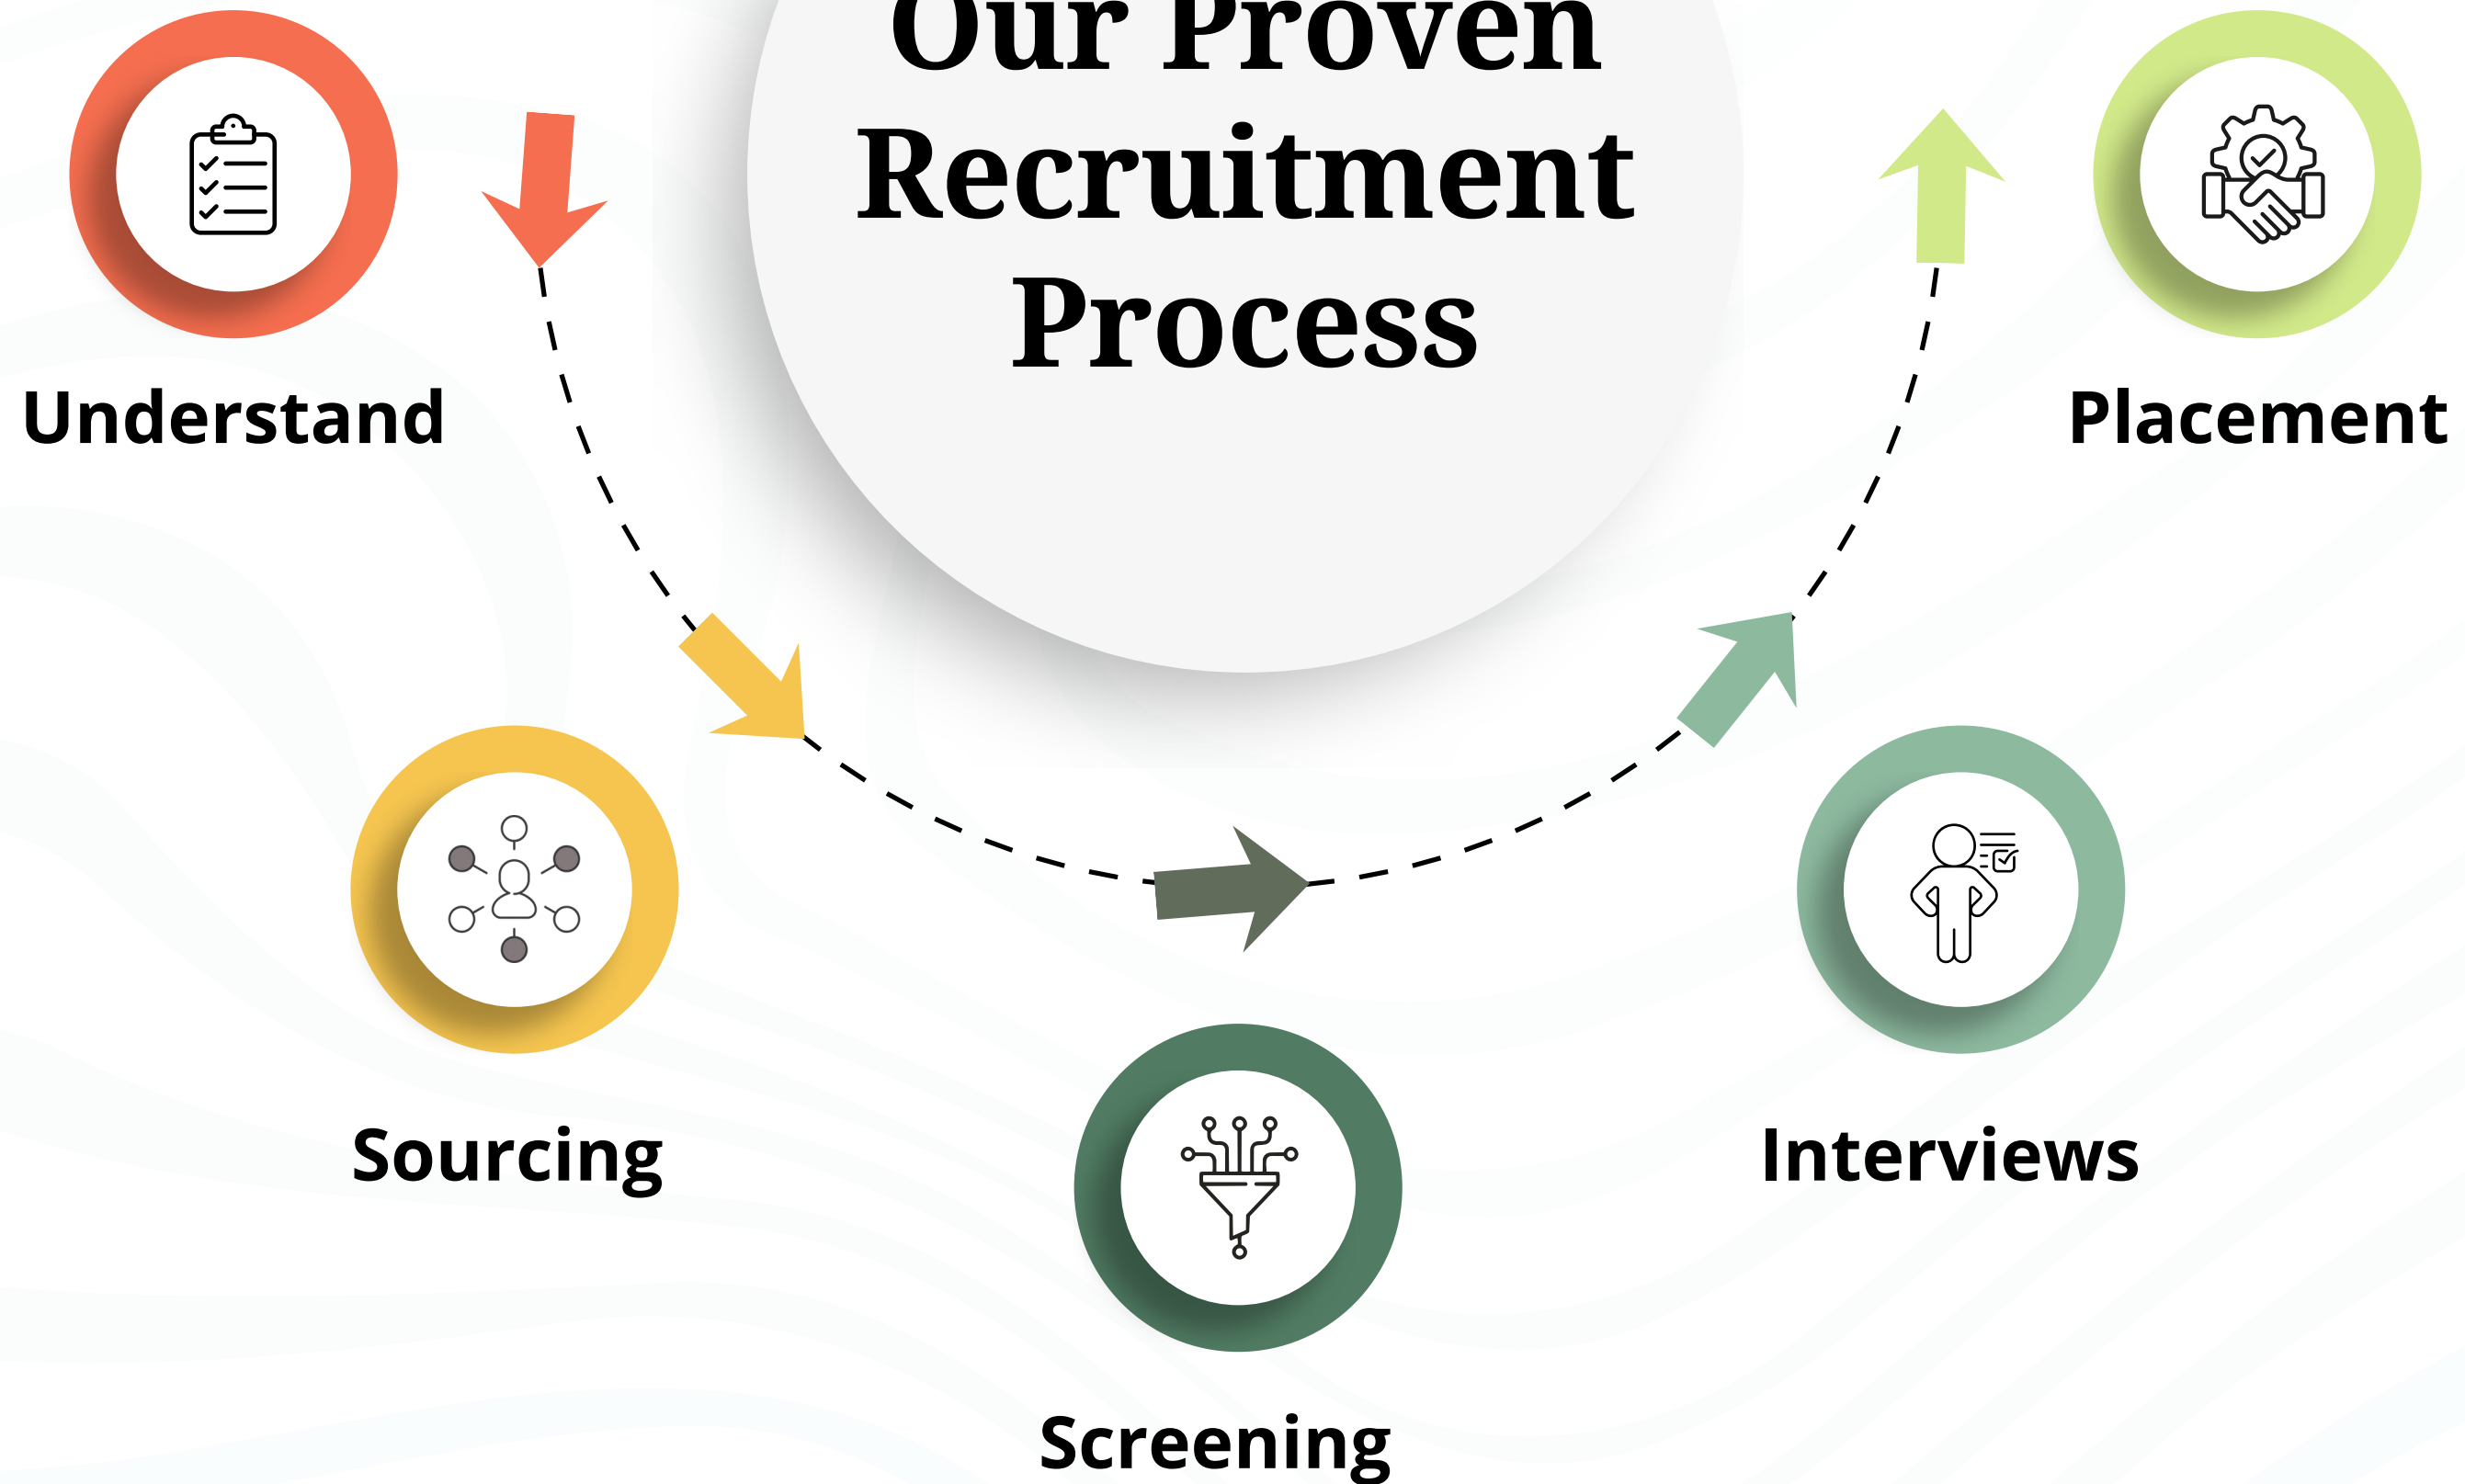 Our Proven
Recruitment
Process
Understand
Placement
Sourcing
Interviews
Screening